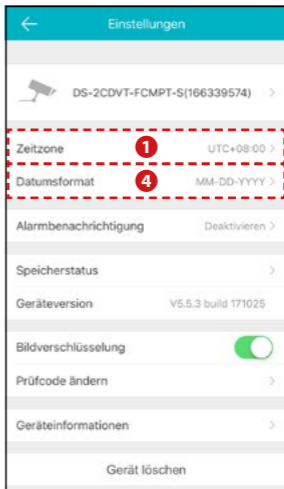 Einstellungen
DS-2CDVT-FCMPT-S(166339574)
Zeitzone 1 UTC+08:00
Datumsformat 4 MM-DD-YYYY
Alarmbenachrichtigung Deaktivieren
Speicherstatus
Geräteversion V5.5.3 build 171025
Bildverschlüsselung
Prüfcode ändern
Geräteinformationen
Gerät löschen